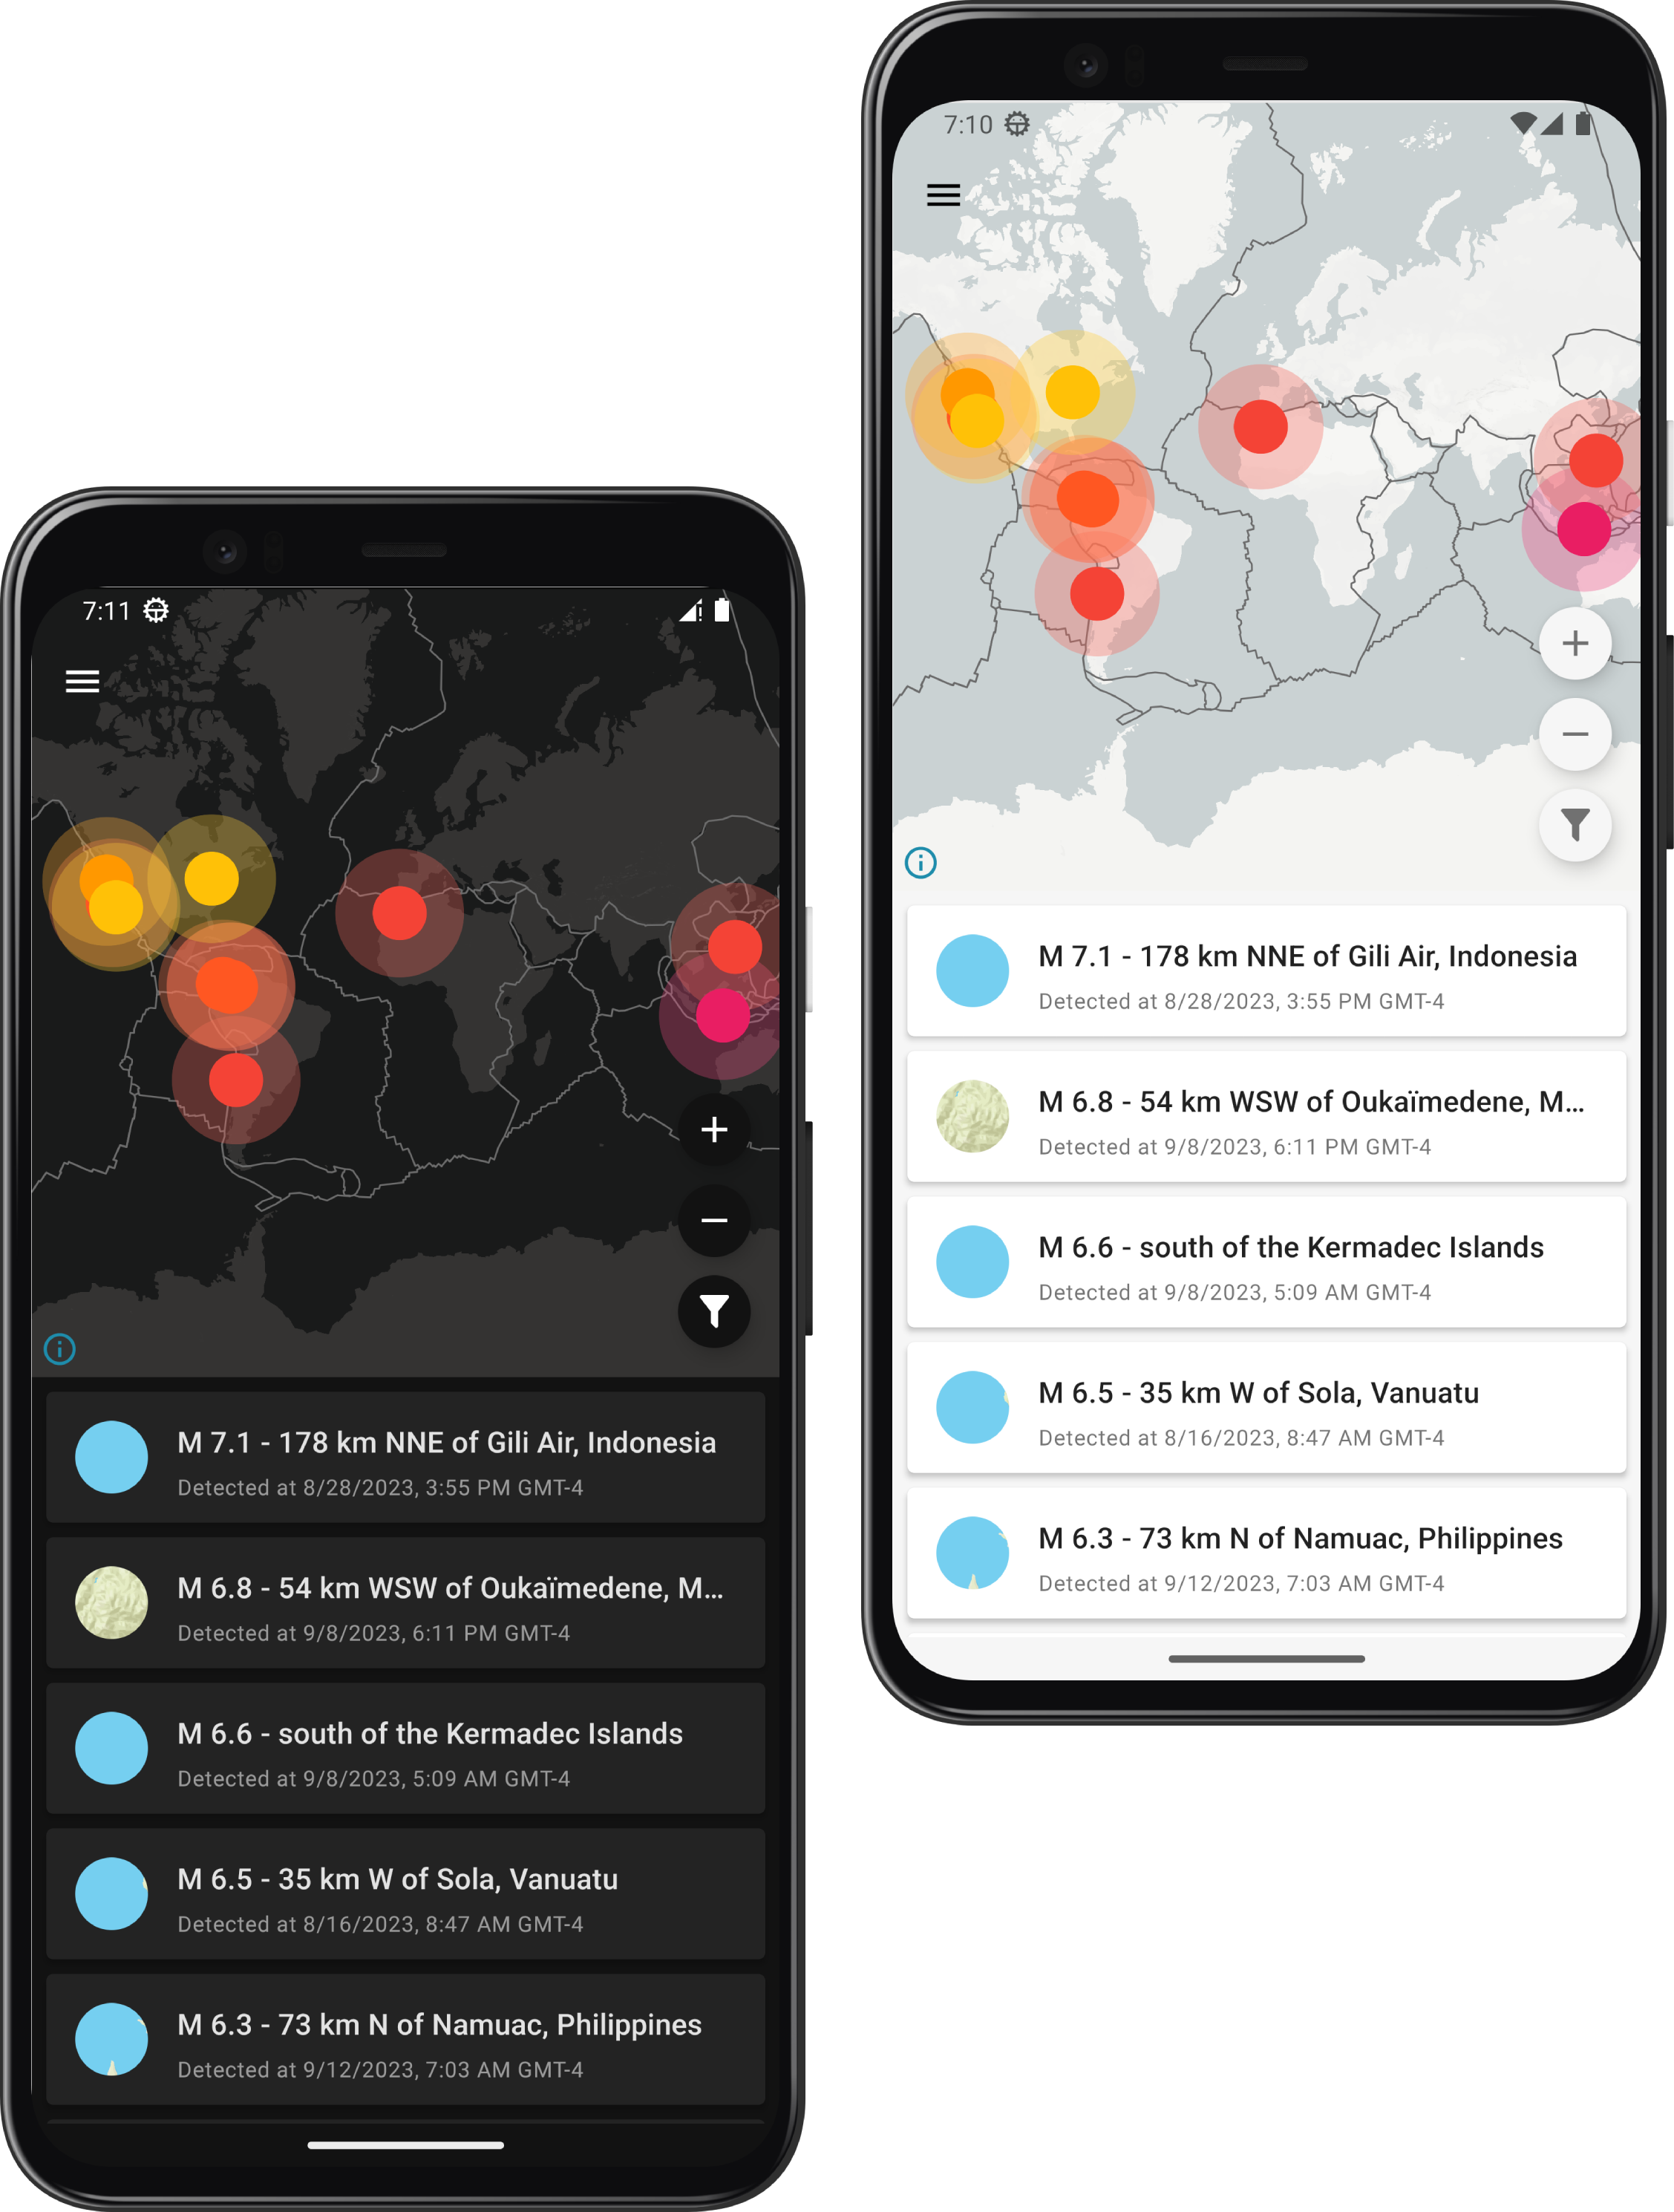 7:11
M 7.1 - 178 km NNE of Gili Air, Indonesia
Detected at 8/28/2023, 3:55 PM GMT-4
M 6.8 - 54 km WSW of Oukaïmedene, M...
Detected at 9/8/2023, 6:11 PM GMT-4
M 6.6 - south of the Kermadec Islands
Detected at 9/8/2023, 5:09 AM GMT-4
M 6.5 - 35 km W of Sola, Vanuatu
Detected at 8/16/2023, 8:47 AM GMT-4
M 6.3 - 73 km N of Namuac, Philippines
Detected at 9/12/2023, 7:03 AM GMT-4
7:10
M 7.1 - 178 km NNE of Gili Air, Indonesia
Detected at 8/28/2023, 3:55 PM GMT-4
M 6.8 - 54 km WSW of Oukaïmedene, M...
Detected at 9/8/2023, 6:11 PM GMT-4
M 6.6 - south of the Kermadec Islands
Detected at 9/8/2023, 5:09 AM GMT-4
M 6.5 - 35 km W of Sola, Vanuatu
Detected at 8/16/2023, 8:47 AM GMT-4
M 6.3 - 73 km N of Namuac, Philippines
Detected at 9/12/2023, 7:03 AM GMT-4